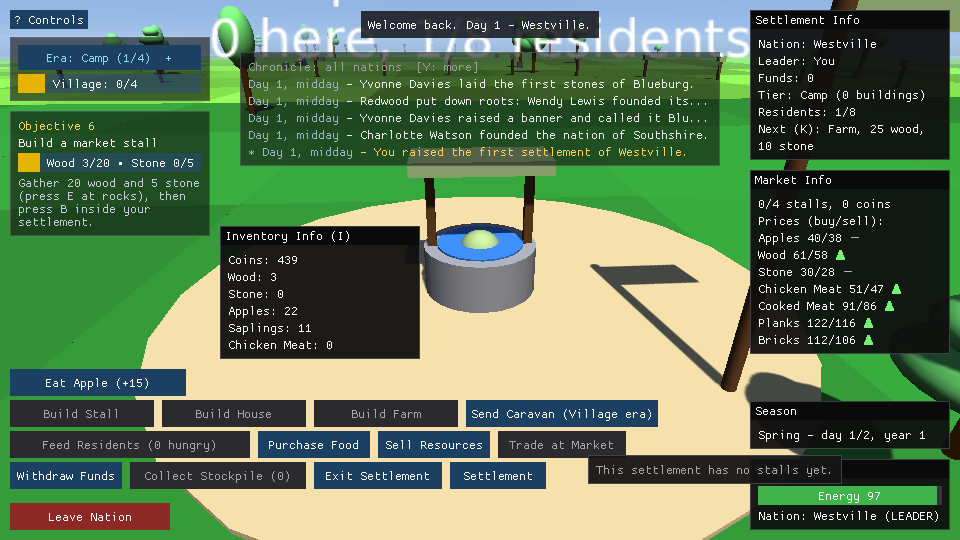 ? Controls
Era: Camp (1/4) +
Village: 0/4
Objective 6
Build a market stall
Wood 3/20 • Stone 0/5
Gather 20 wood and 5 stone
(press E at rocks), then
press B inside your
settlement.
Welcome back. Day 1 – Westville.
0 here, 1/8 residents
Chronicle: all nations [Y: more]
Day 1, midday – Yvonne Davies laid the first stones of Blueburg.
Day 1, midday – Redwood put down roots: Wendy Lewis founded its...
Day 1, midday – Yvonne Davies raised a banner and called it Blu...
Day 1, midday – Charlotte Watson founded the nation of Southshire.
* Day 1, midday – You raised the first settlement of Westville.
Settlement Info
Nation: Westville
Leader: You
Funds: 0
Tier: Camp (0 buildings)
Residents: 1/8
Next (K): Farm, 25 wood,
10 stone
Market Info
0/4 stalls, 0 coins
Prices (buy/sell):
Apples 40/38 —
Wood 61/58
Stone 30/28 —
Chicken Meat 51/47
Cooked Meat 91/86
Planks 122/116
Bricks 112/106
Inventory Info (I)
Coins: 439
Wood: 3
Stone: 0
Apples: 22
Saplings: 11
Chicken Meat: 0
Eat Apple (+15)
Build Stall
Build House
Build Farm
Send Caravan (Village era)
Feed Residents (0 hungry)
Purchase Food
Sell Resources
Trade at Market
Withdraw Funds
Collect Stockpile (0)
Exit Settlement
Settlement
Leave Nation
This settlement has no stalls yet.
Season
Spring – day 1/2, year 1
Energy 97
Nation: Westville (LEADER)